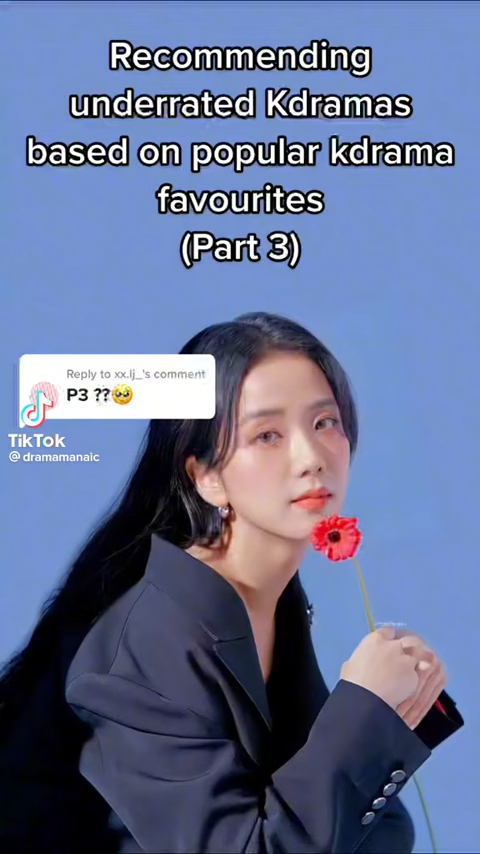 Recommending
underrated Kdramas
based on popular kdrama
favourites
(Part 3)
Reply to xx.lj_'s comment
P3 ??🥺
TikTok
@dramamanaic